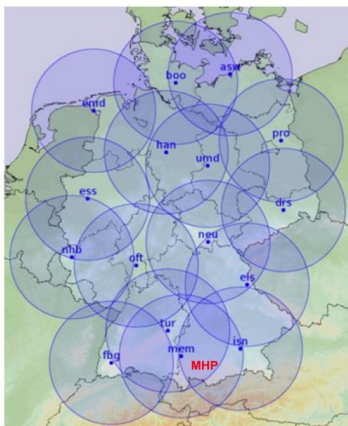 boo
asw
emd
pro
han
umd
ess
drs
neu
nhb
oft
eis
tur
mem
isn
fbg
MHP